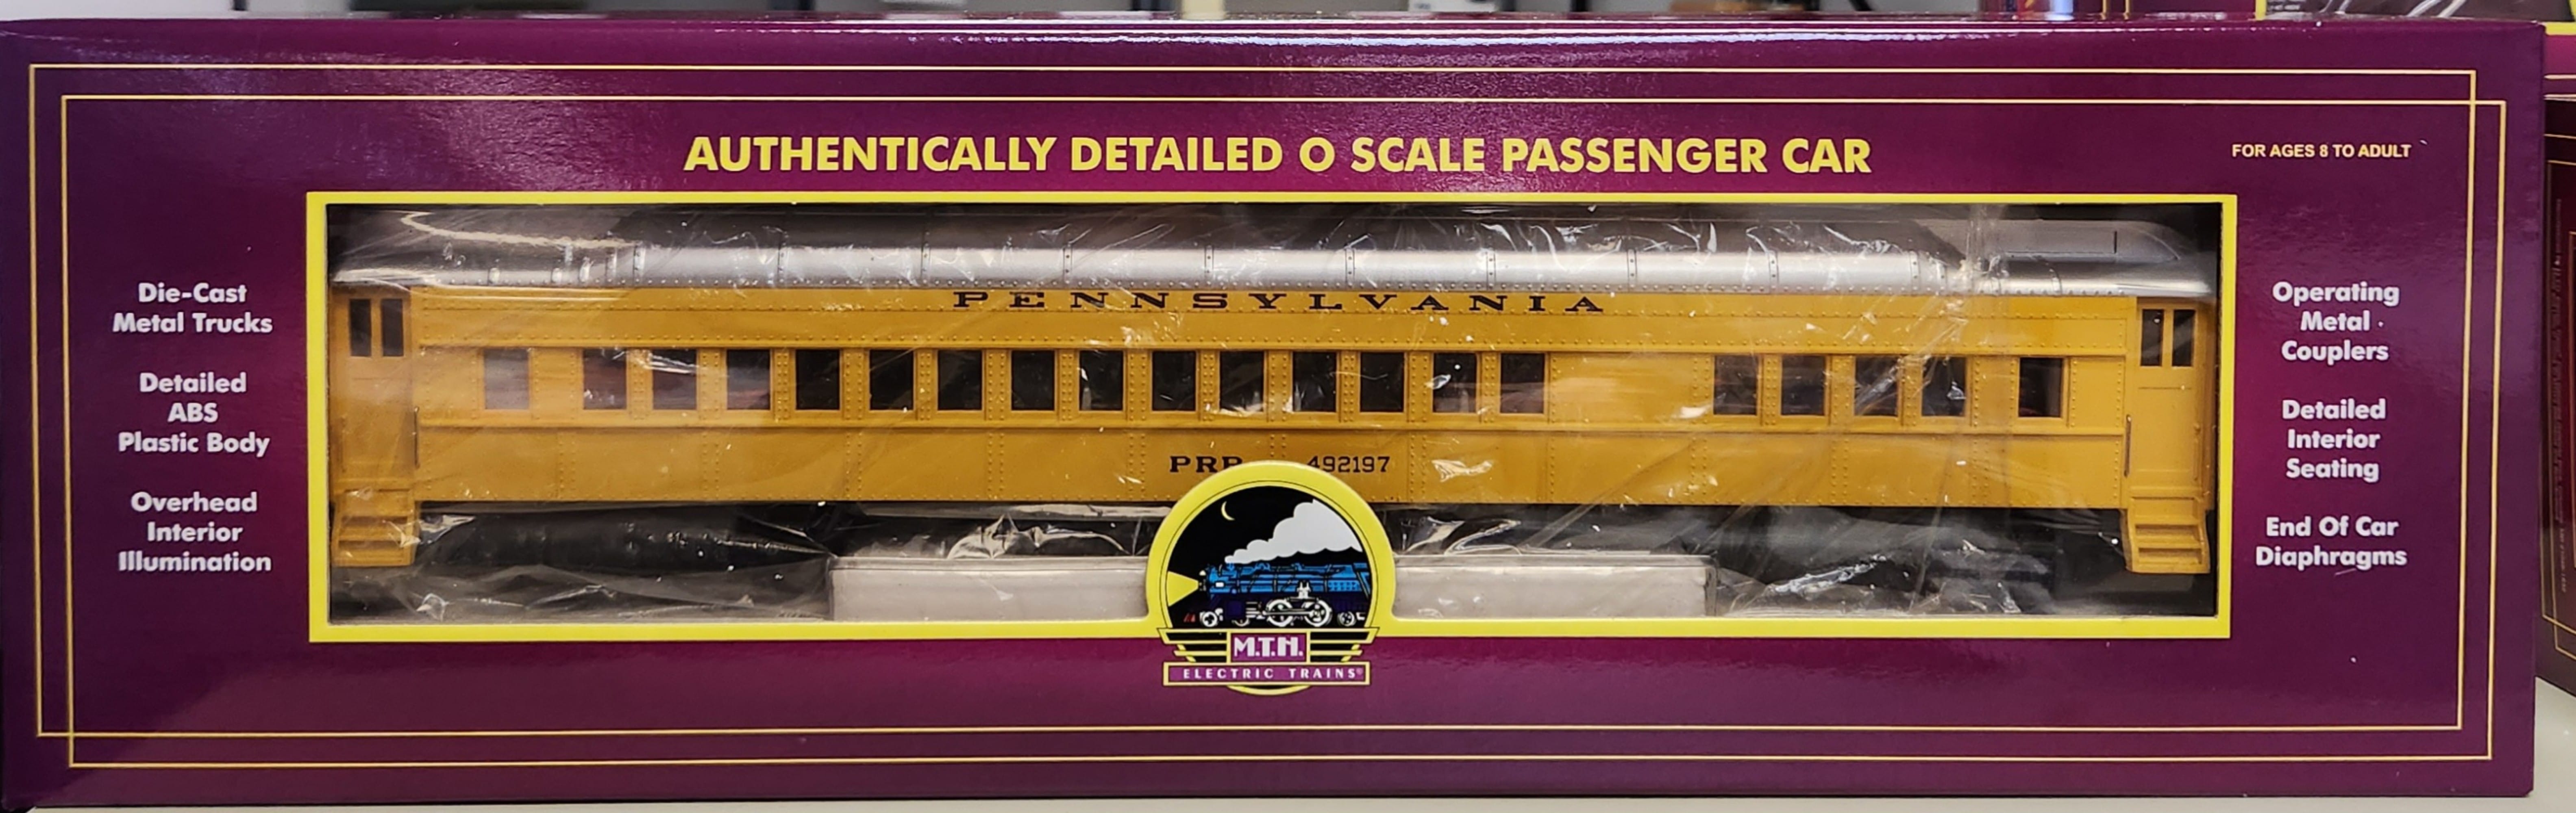 AUTHENTICALLY DETAILED O SCALE PASSENGER CAR
FOR AGES 8 TO ADULT
Die-Cast
Metal Trucks
Detailed
ABS
Plastic Body
Overhead
Interior
Illumination
PENNSYLVANIA
PRR 492197
M.T.H.
ELECTRIC TRAINS®
Operating
Metal
Couplers
Detailed
Interior
Seating
End Of Car
Diaphragms